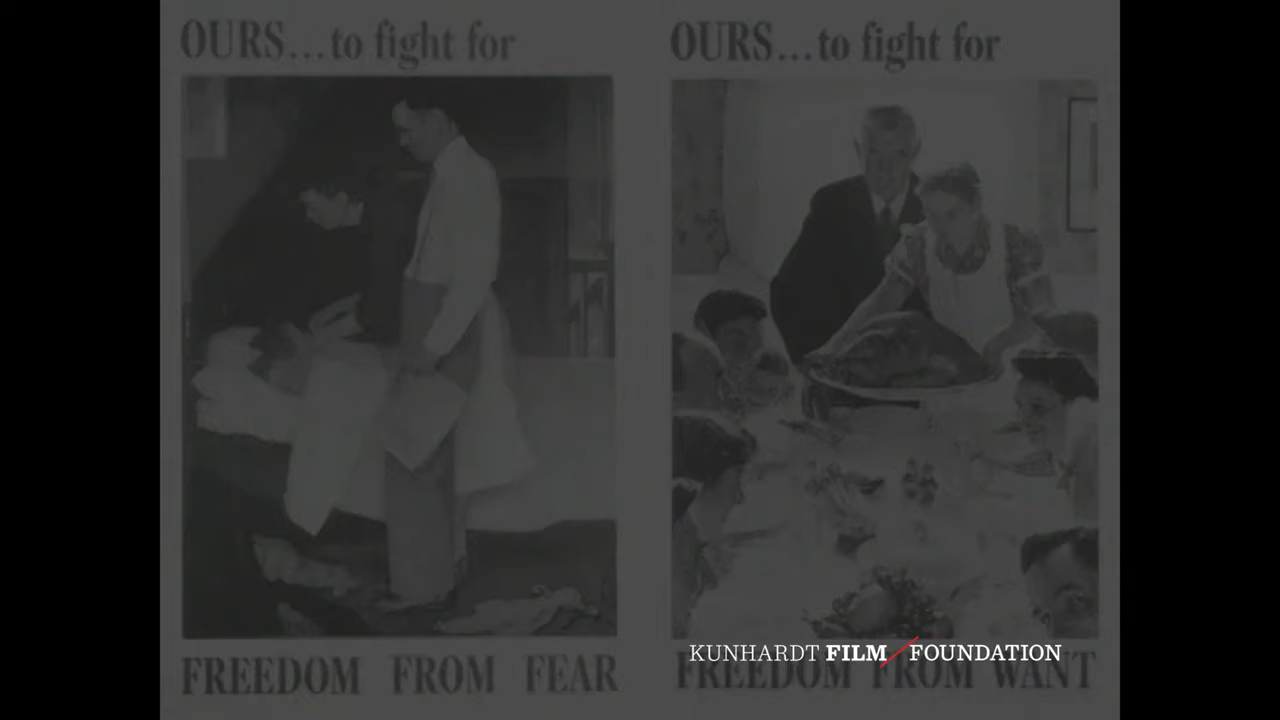 OURS...to fight for
FREEDOM FROM FEAR
OURS...to fight for
FREEDOM FROM WANT
KUNHARDT FILM/FOUNDATION